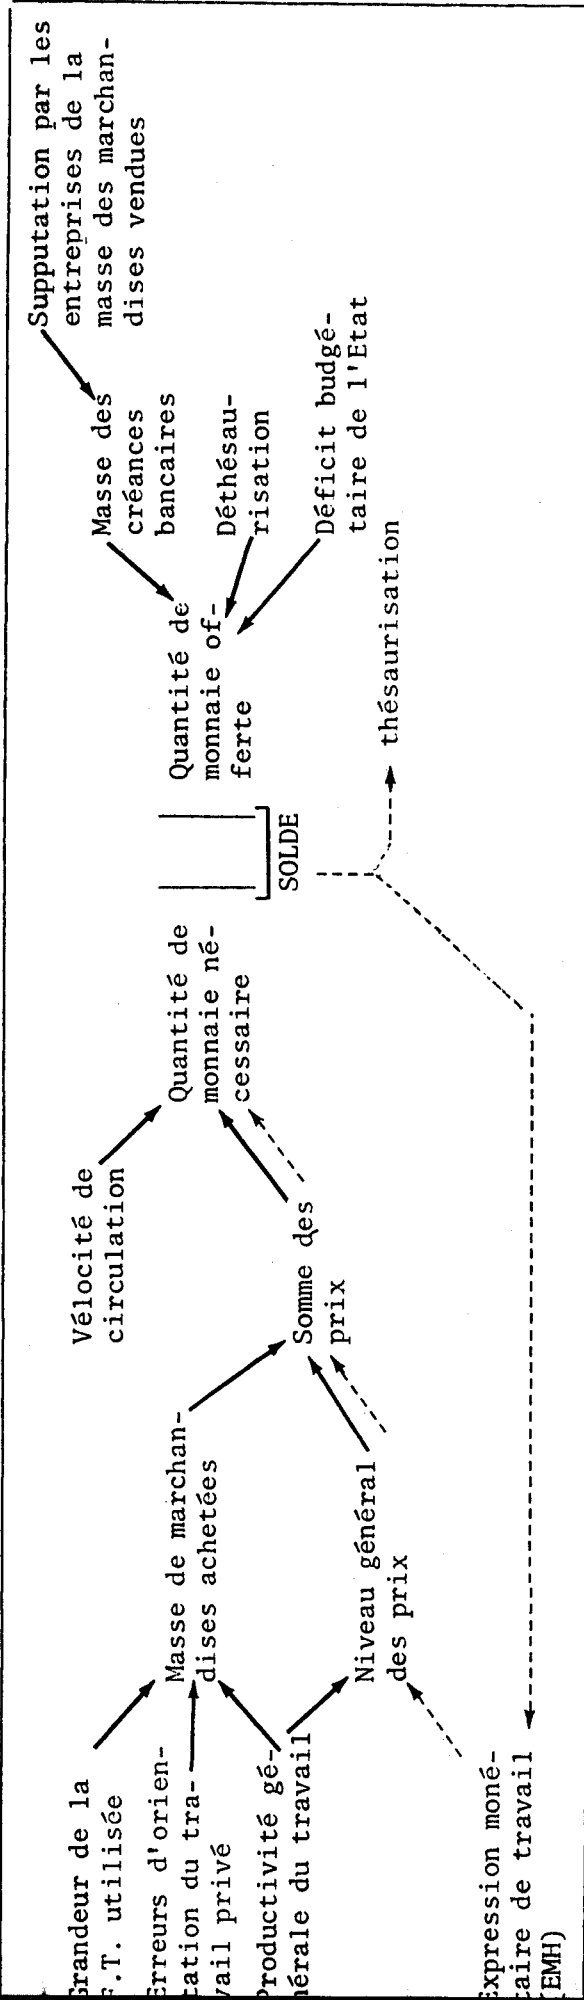 Grandeur de la
F.T. utilisée
Erreurs d'orien-
tation du tra-
vail privé
Productivité gé-
nérale du travail
Expression moné-
taire de travail
(EMH)
Masse de marchan-
dises achetées
Niveau général
des prix
Vélocité de
circulation
Somme des
prix
Quantité de
monnaie né-
cessaire
SOLDE
Quantité de
monnaie of-
ferte
thésaurisation
Masse des
créances
bancaires
Déthésau-
risation
Déficit budgé-
taire de l'Etat
Supputation par les
entreprises de la
masse des marchan-
dises vendues